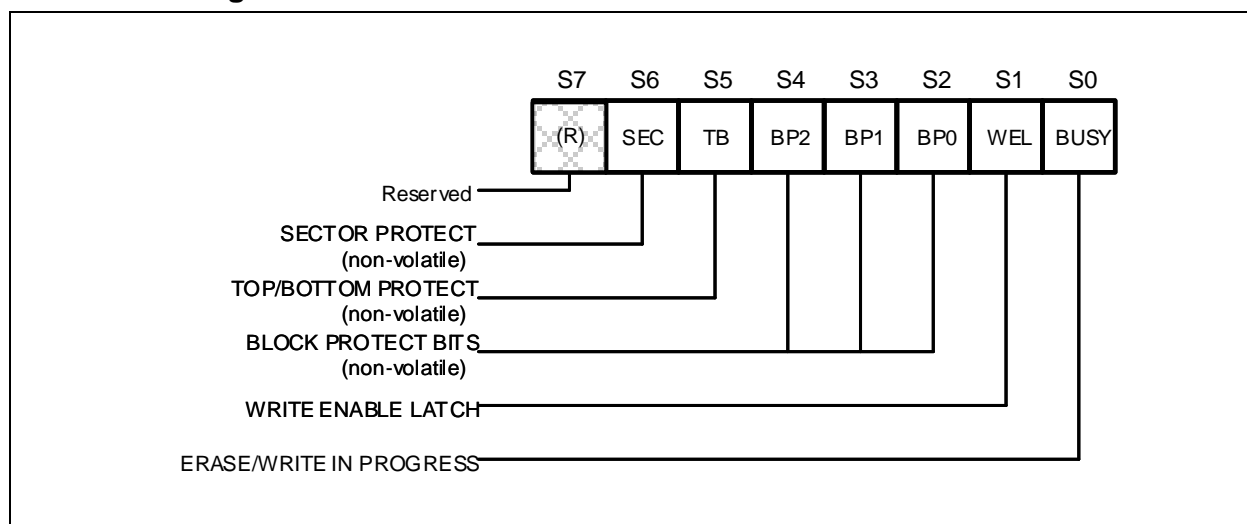 S7 S6 S5 S4 S3 S2 S1 S0
(R) SEC TB BP2 BP1 BP0 WEL BUSY
Reserved
SECTOR PROTECT
(non-volatile)
TOP/BOTTOM PROTECT
(non-volatile)
BLOCK PROTECT BITS
(non-volatile)
WRITE ENABLE LATCH
ERASE/WRITE IN PROGRESS